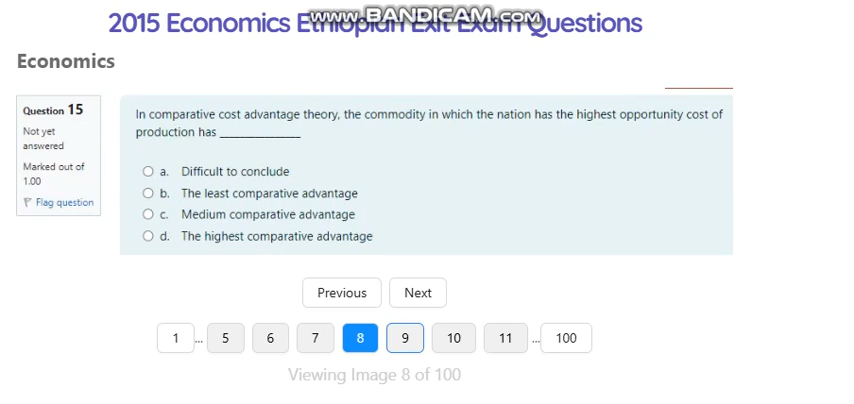 2015 Economics Ethiopian Exit Exam Questions
www.BANDICAM.com
Economics
Question 15
Not yet
answered
Marked out of
1.00
Flag question
In comparative cost advantage theory, the commodity in which the nation has the highest opportunity cost of
production has _______________
a. Difficult to conclude
b. The least comparative advantage
c. Medium comparative advantage
d. The highest comparative advantage
Previous Next
1 ... 5 6 7 8 9 10 11 ... 100
Viewing Image 8 of 100